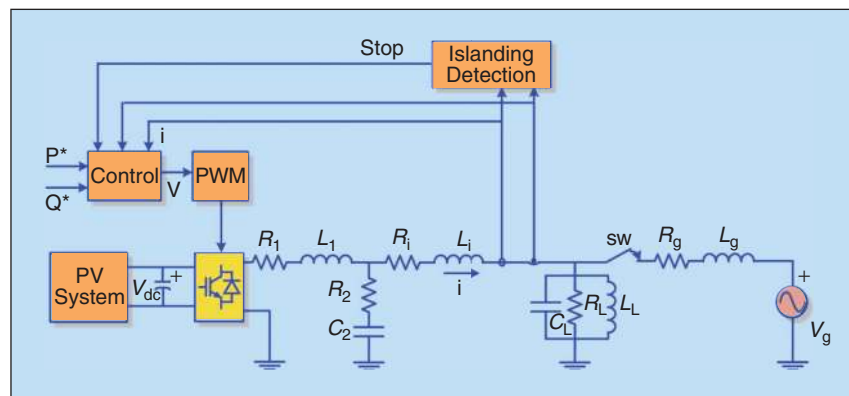 Stop
Islanding
Detection
i
P*
Control
V
PWM
Q*
R1
L1
Ri
Li
sw
Rg
Lg
PV
System
Vdc
+
i
R2
C2
CL
RL
LL
+
Vg